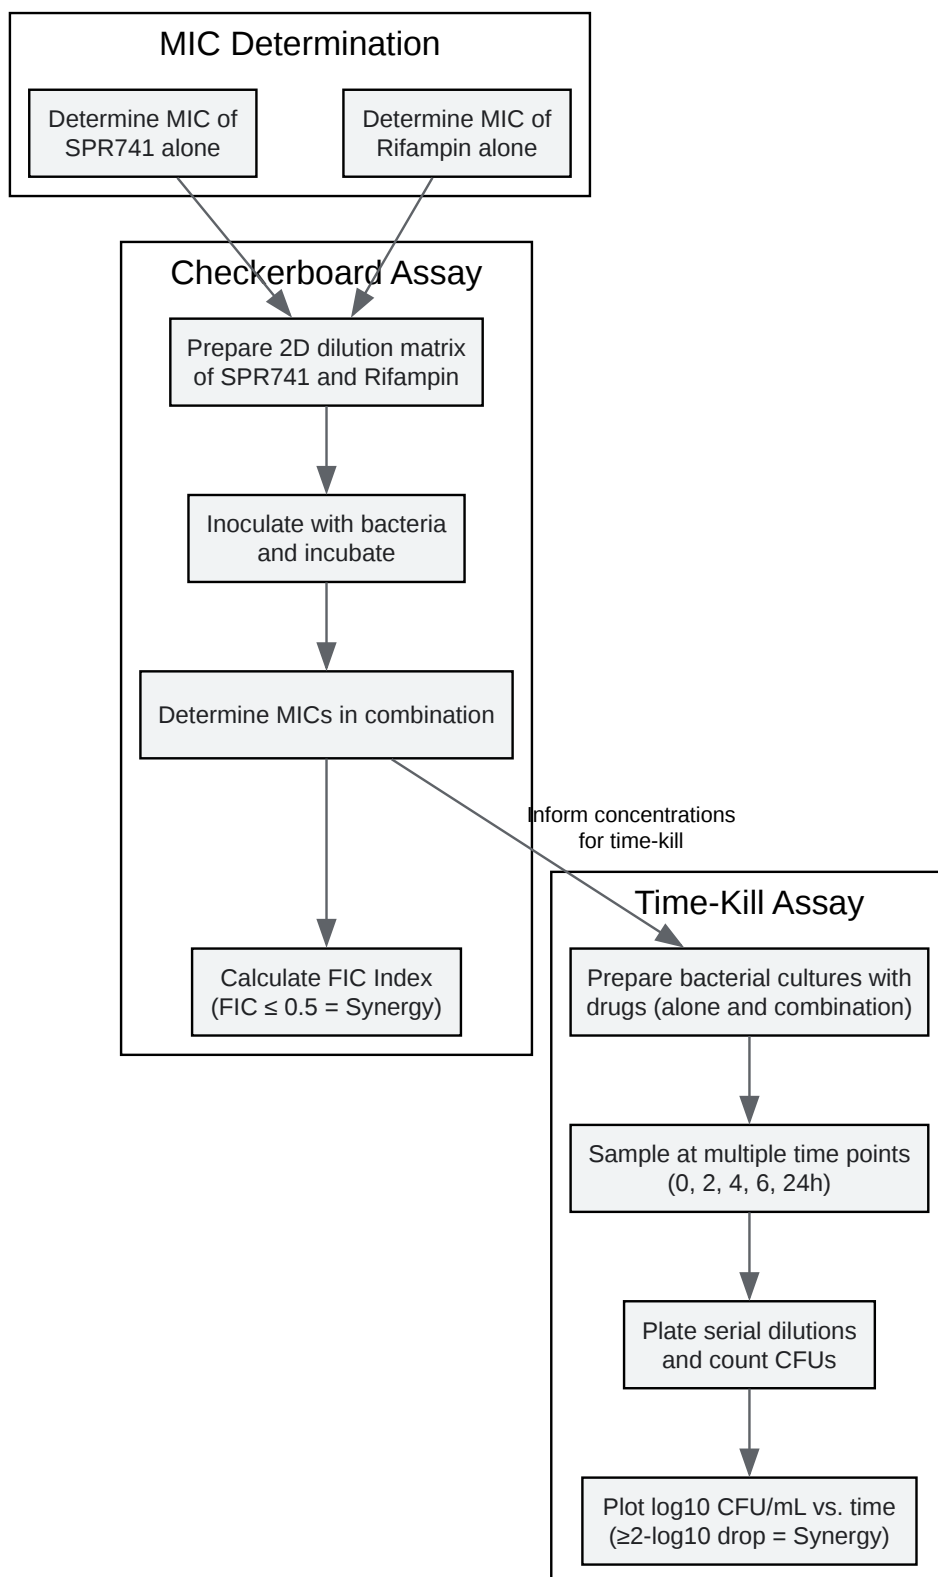 MIC Determination
Determine MIC of
SPR741 alone
Determine MIC of
Rifampin alone
Checkerboard Assay
Prepare 2D dilution matrix
of SPR741 and Rifampin
Inoculate with bacteria
and incubate
Determine MICs in combination
Inform concentrations
for time-kill
Calculate FIC Index
(FIC ≤ 0.5 = Synergy)
Time-Kill Assay
Prepare bacterial cultures with
drugs (alone and combination)
Sample at multiple time points
(0, 2, 4, 6, 24h)
Plate serial dilutions
and count CFUs
Plot log10 CFU/mL vs. time
(≥2-log10 drop = Synergy)